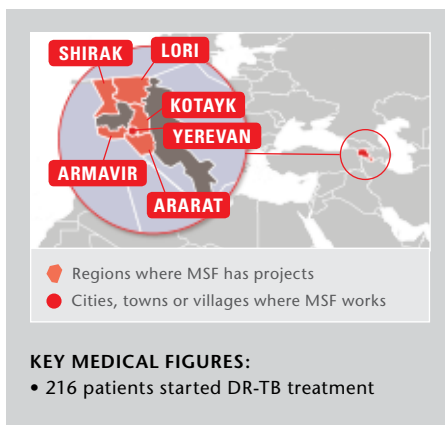 SHIRAK
LORI
KOTAYK
YEREVAN
ARMAVIR
ARARAT
Regions where MSF has projects
Cities, towns or villages where MSF works
KEY MEDICAL FIGURES:
• 216 patients started DR-TB treatment